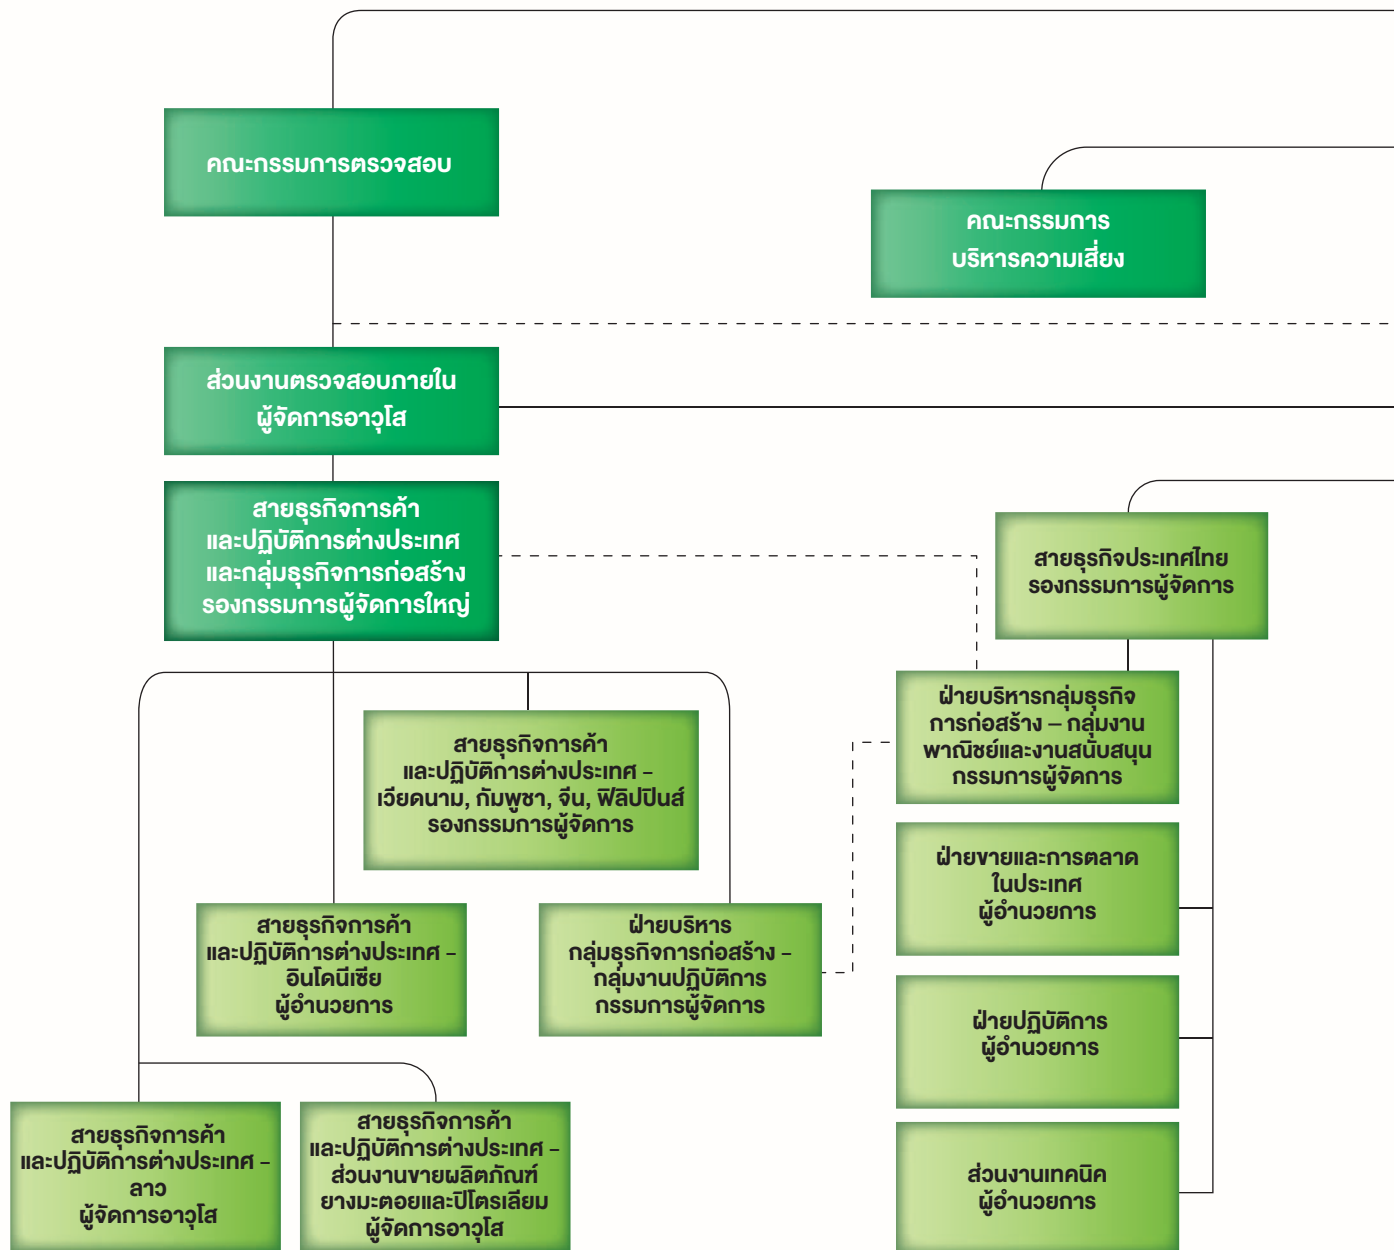 คณะกรรมการตรวจสอบ
คณะกรรมการ
บริหารความเสี่ยง
ส่วนงานตรวจสอบภายใน
ผู้จัดการอาวุโส
สายธุรกิจการค้า
และปฏิบัติการต่างประเทศ
และกลุ่มธุรกิจการก่อสร้าง
รองกรรมการผู้จัดการใหญ่
สายธุรกิจประเทศไทย
รองกรรมการผู้จัดการ
สายธุรกิจการค้า
และปฏิบัติการต่างประเทศ –
เวียดนาม, กัมพูชา, จีน, ฟิลิปปินส์
รองกรรมการผู้จัดการ
ฝ่ายบริหารกลุ่มธุรกิจ
การก่อสร้าง – กลุ่มงาน
พาณิชย์และงานสนับสนุน
กรรมการผู้จัดการ
ฝ่ายขายและการตลาด
ในประเทศ
ผู้อำนวยการ
สายธุรกิจการค้า
และปฏิบัติการต่างประเทศ –
อินโดนีเซีย
ผู้อำนวยการ
ฝ่ายบริหาร
กลุ่มธุรกิจการก่อสร้าง –
กลุ่มงานปฏิบัติการ
กรรมการผู้จัดการ
ฝ่ายปฏิบัติการ
ผู้อำนวยการ
สายธุรกิจการค้า
และปฏิบัติการต่างประเทศ –
ลาว
ผู้จัดการอาวุโส
สายธุรกิจการค้า
และปฏิบัติการต่างประเทศ –
ส่วนงานขายผลิตภัณฑ์
ยางมะตอยและปิโตรเลียม
ผู้จัดการอาวุโส
ส่วนงานเทคนิค
ผู้อำนวยการ